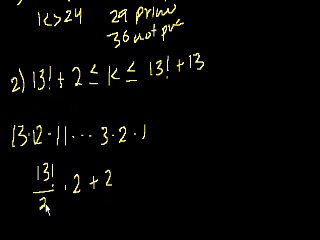 K>24 29 prime
36 not
2) 13! + 2 ≤ K ≤ 13! + 13
13·12·11 ··· 3·2·1
13!/2 · 2 + 2